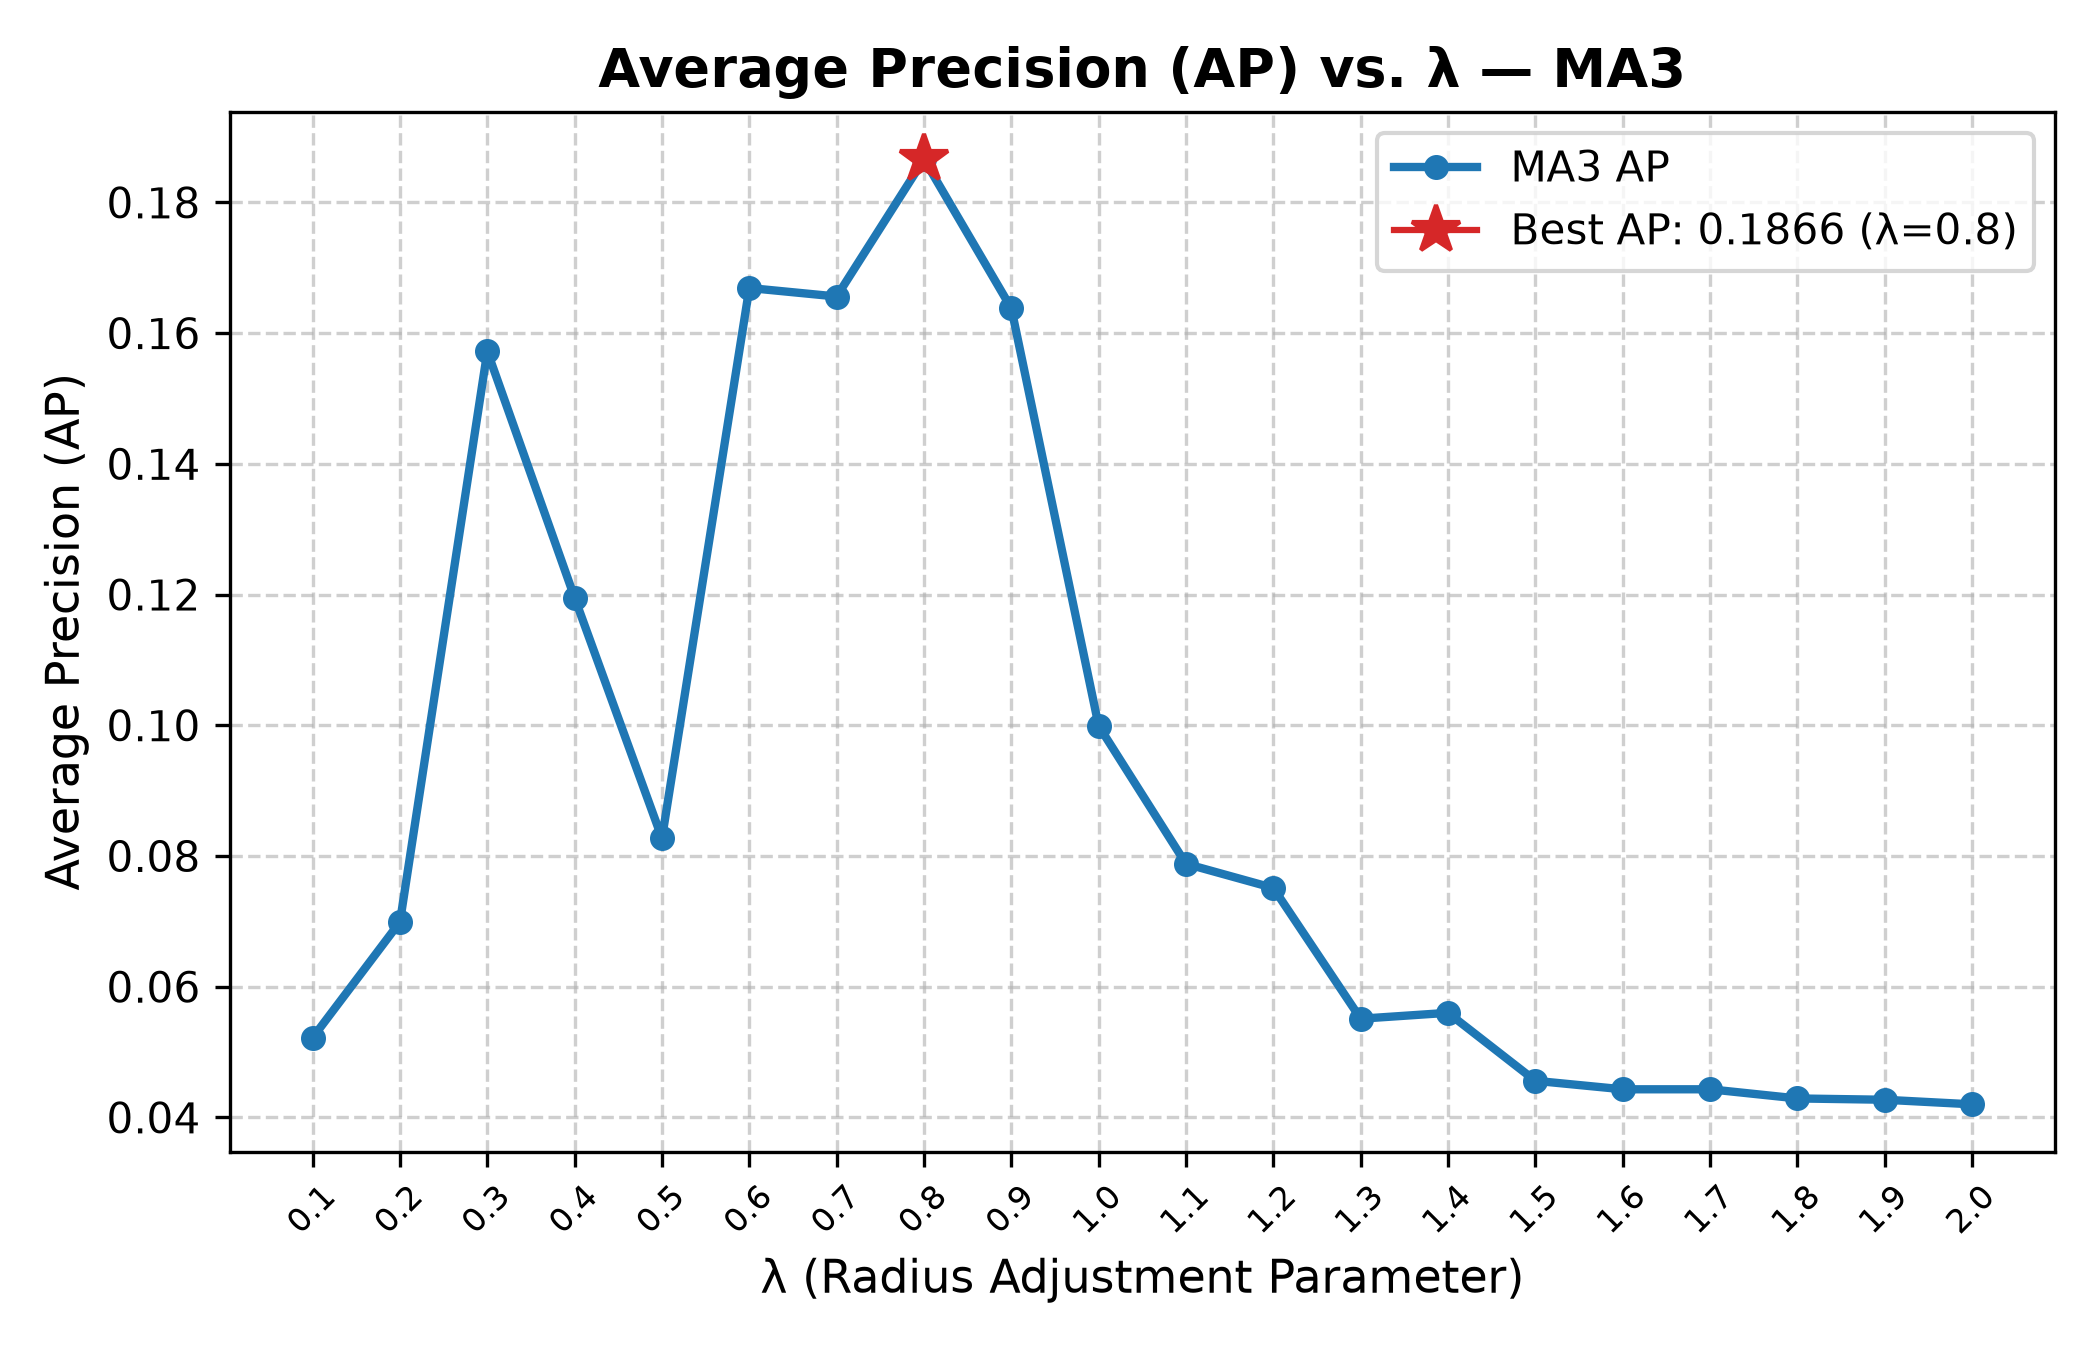 Average Precision (AP) vs. λ — MA3
MA3 AP
Best AP: 0.1866 (λ=0.8)
Average Precision (AP)
0.18
0.16
0.14
0.12
0.10
0.08
0.06
0.04
0.1 0.2 0.3 0.4 0.5 0.6 0.7 0.8 0.9 1.0 1.1 1.2 1.3 1.4 1.5 1.6 1.7 1.8 1.9 2.0
λ (Radius Adjustment Parameter)